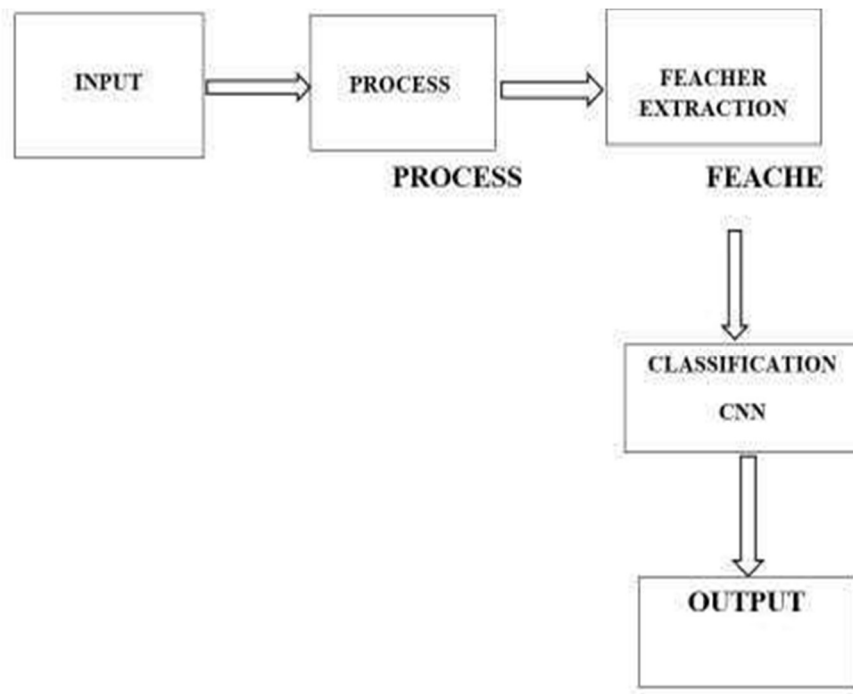 INPUT
PROCESS
FEACHER
EXTRACTION
PROCESS
FEACHE
CLASSIFICATION
CNN
OUTPUT